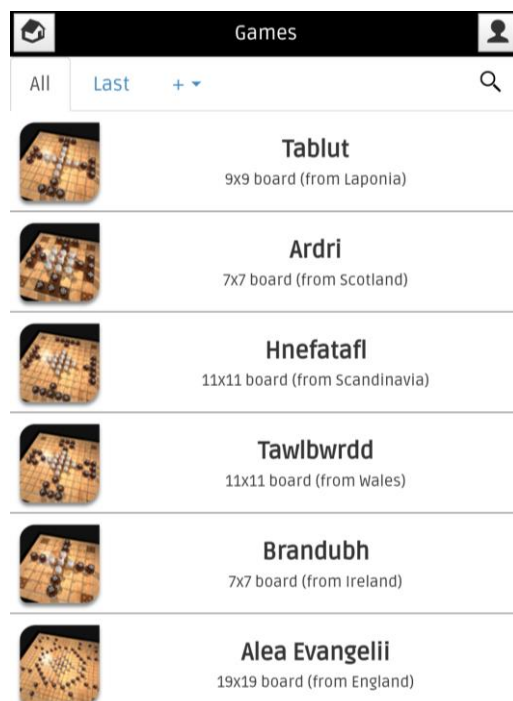 Games
All
Last
+
Tablut
9x9 board (from Laponia)
Ardri
7x7 board (from Scotland)
Hnefatafl
11x11 board (from Scandinavia)
Tawlbwrdd
11x11 board (from Wales)
Brandubh
7x7 board (from Ireland)
Alea Evangelii
19x19 board (from England)